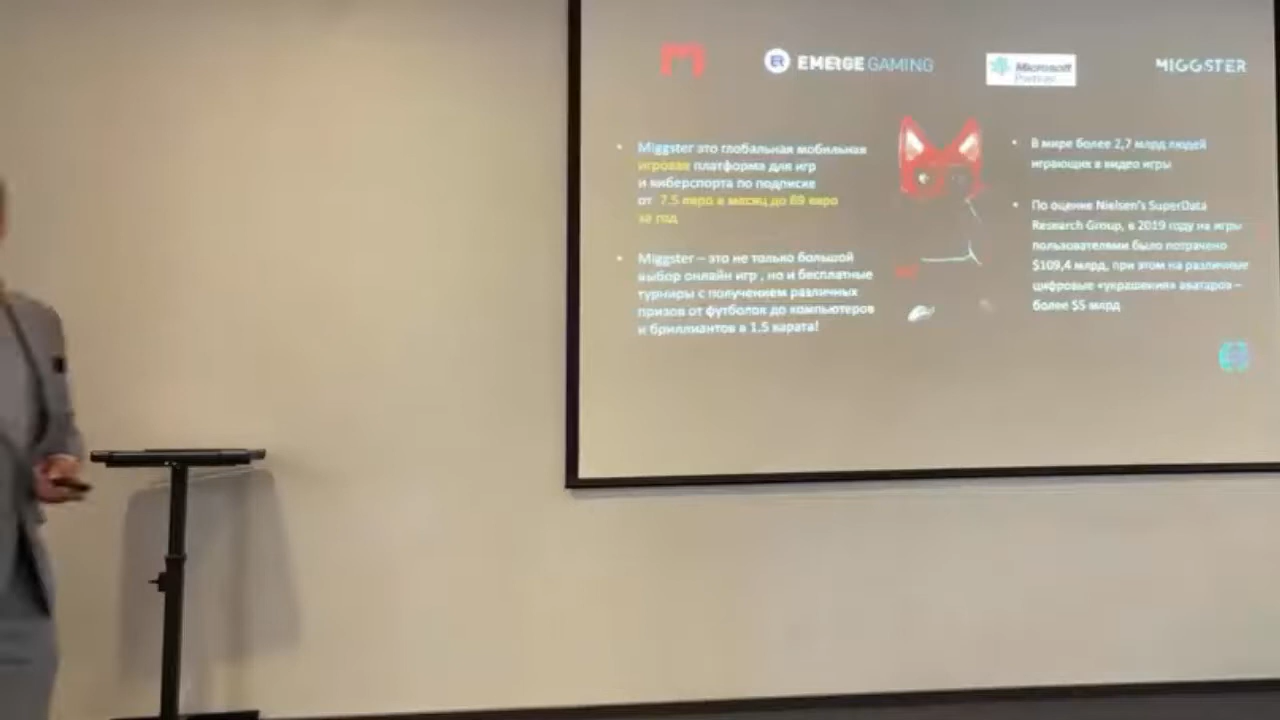 EMERGE GAMING
Microsoft
Partner
MIGGSTER
• Miggster это глобальная мобильная
игровая платформа для игр
и киберспорта по подписке
от 7.5 евро в месяц до 69 евро
за год
• Miggster – это не только большой
выбор онлайн игр , но и бесплатные
турниры с получением различных
призов от футболок до компьютеров
и бриллиантов в 1.5 карата!
• В мире более 2,7 млрд людей
играющих в видео игры
• По оценке Nielsen's SuperData
Research Group, в 2019 году на игры
пользователями было потрачено
$109,4 млрд, при этом на различные
цифровые «украшения» аватаров –
более $5 млрд